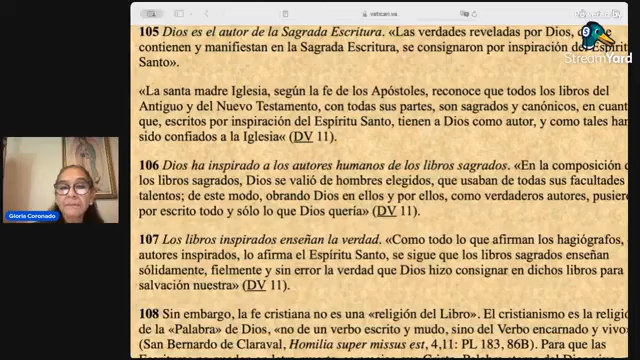 vatican.va
StreamYard
105 Dios es el autor de la Sagrada Escritura. «Las verdades reveladas por Dios,
contienen y manifiestan en la Sagrada Escritura, se consignaron por inspiración del Espíritu
Santo».
«La santa madre Iglesia, según la fe de los Apóstoles, reconoce que todos los libros del
Antiguo y del Nuevo Testamento, con todas sus partes, son sagrados y canónicos, en cuant
que, escritos por inspiración del Espíritu Santo, tienen a Dios como autor, y como tales han
sido confiados a la Iglesia« (DV 11).
106 Dios ha inspirado a los autores humanos de los libros sagrados. «En la composición
los libros sagrados, Dios se valió de hombres elegidos, que usaban de todas sus facultades
talentos; de este modo, obrando Dios en ellos y por ellos, como verdaderos autores, pusier
por escrito todo y sólo lo que Dios quería» (DV 11).
107 Los libros inspirados enseñan la verdad. «Como todo lo que afirman los hagiógrafos,
autores inspirados, lo afirma el Espíritu Santo, se sigue que los libros sagrados enseñan
sólidamente, fielmente y sin error la verdad que Dios hizo consignar en dichos libros para
salvación nuestra» (DV 11).
108 Sin embargo, la fe cristiana no es una «religión del Libro». El cristianismo es la religió
de la «Palabra» de Dios, «no de un verbo escrito y mudo, sino del Verbo encarnado y vivo»
(San Bernardo de Claraval, Homilia super missus est, 4,11: PL 183, 86B). Para que las
Gloria Coronado